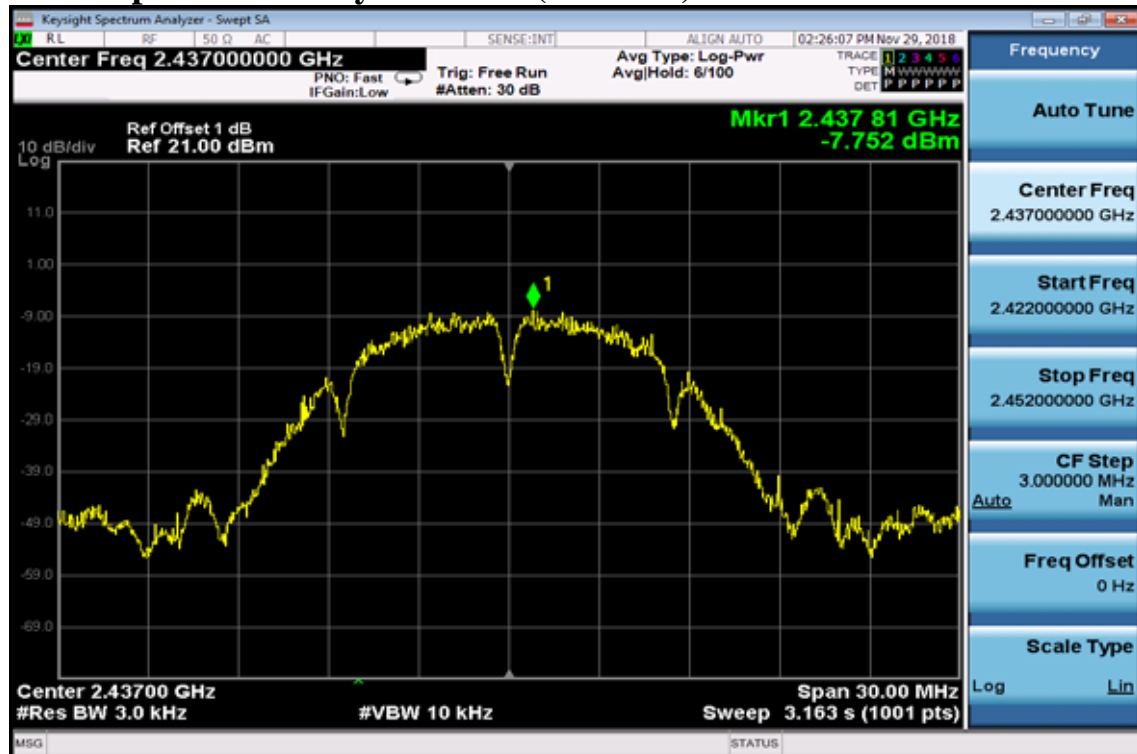 Keysight Spectrum Analyzer - Swept SA
RL RF 50 Ω AC SENSE:INT ALIGN AUTO 02:26:07 PM Nov 29, 2018
Center Freq 2.437000000 GHz
PNO: Fast
IFGain:Low
Trig: Free Run
#Atten: 30 dB
Avg Type: Log-Pwr
Avg|Hold: 6/100
TRACE 1 2 3 4 5 6
TYPE M WWWWW
DET P P P P P P
Mkr1 2.437 81 GHz
-7.752 dBm
Ref Offset 1 dB
10 dB/div Ref 21.00 dBm
Log
11.0
1.00
-9.00
-19.0
-29.0
-39.0
-49.0
-59.0
-69.0
1
Center 2.43700 GHz Span 30.00 MHz
#Res BW 3.0 kHz #VBW 10 kHz Sweep 3.163 s (1001 pts)
MSG STATUS
Frequency
Auto Tune
Center Freq
2.437000000 GHz
Start Freq
2.422000000 GHz
Stop Freq
2.452000000 GHz
CF Step
3.000000 MHz
Auto Man
Freq Offset
0 Hz
Scale Type
Log Lin